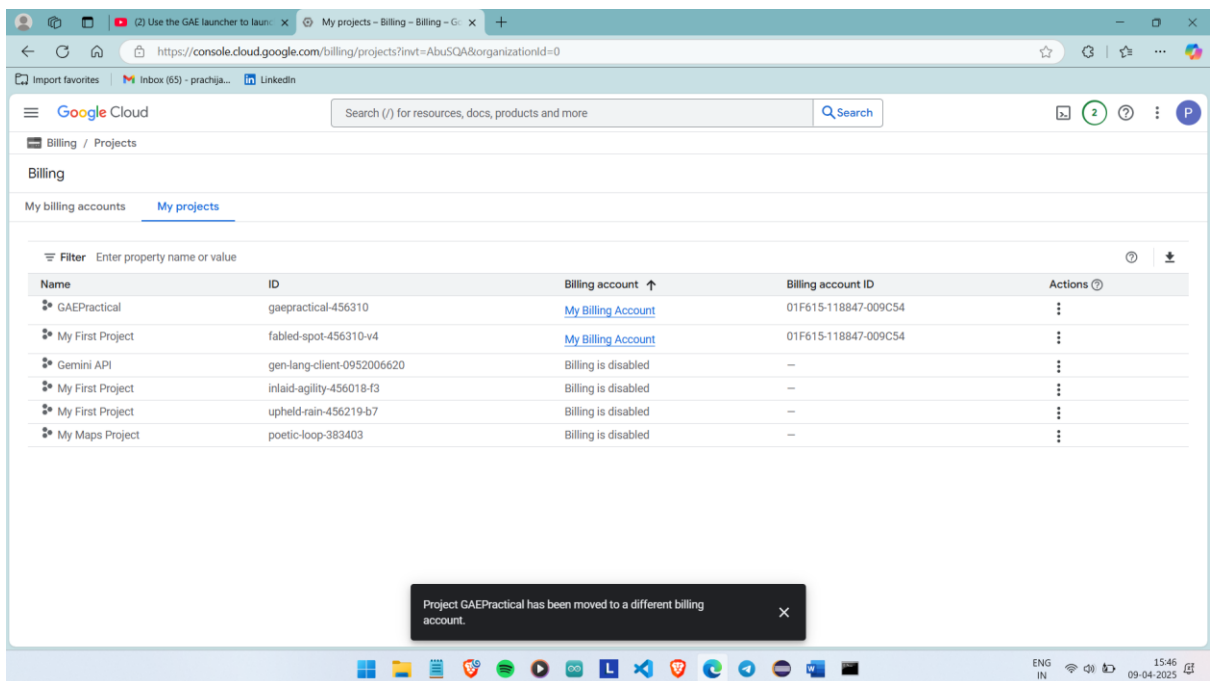 (2) Use the GAE launcher to launc
My projects – Billing – Billing – Go
https://console.cloud.google.com/billing/projects?invt=AbuSQA&organizationId=0
Import favorites
Inbox (65) - prachija...
LinkedIn
Google Cloud
Search (/) for resources, docs, products and more
Search
2
P
Billing / Projects
Billing
My billing accounts My projects
Filter Enter property name or value
Name ID Billing account Billing account ID Actions
GAEPractical gaepractical-456310 My Billing Account 01F615-118847-009C54
My First Project fabled-spot-456310-v4 My Billing Account 01F615-118847-009C54
Gemini API gen-lang-client-0952006620 Billing is disabled —
My First Project inlaid-agility-456018-f3 Billing is disabled —
My First Project upheld-rain-456219-b7 Billing is disabled —
My Maps Project poetic-loop-383403 Billing is disabled —
Project GAEPractical has been moved to a different billing
account.
L
W
ENG
IN
15:46
09-04-2025